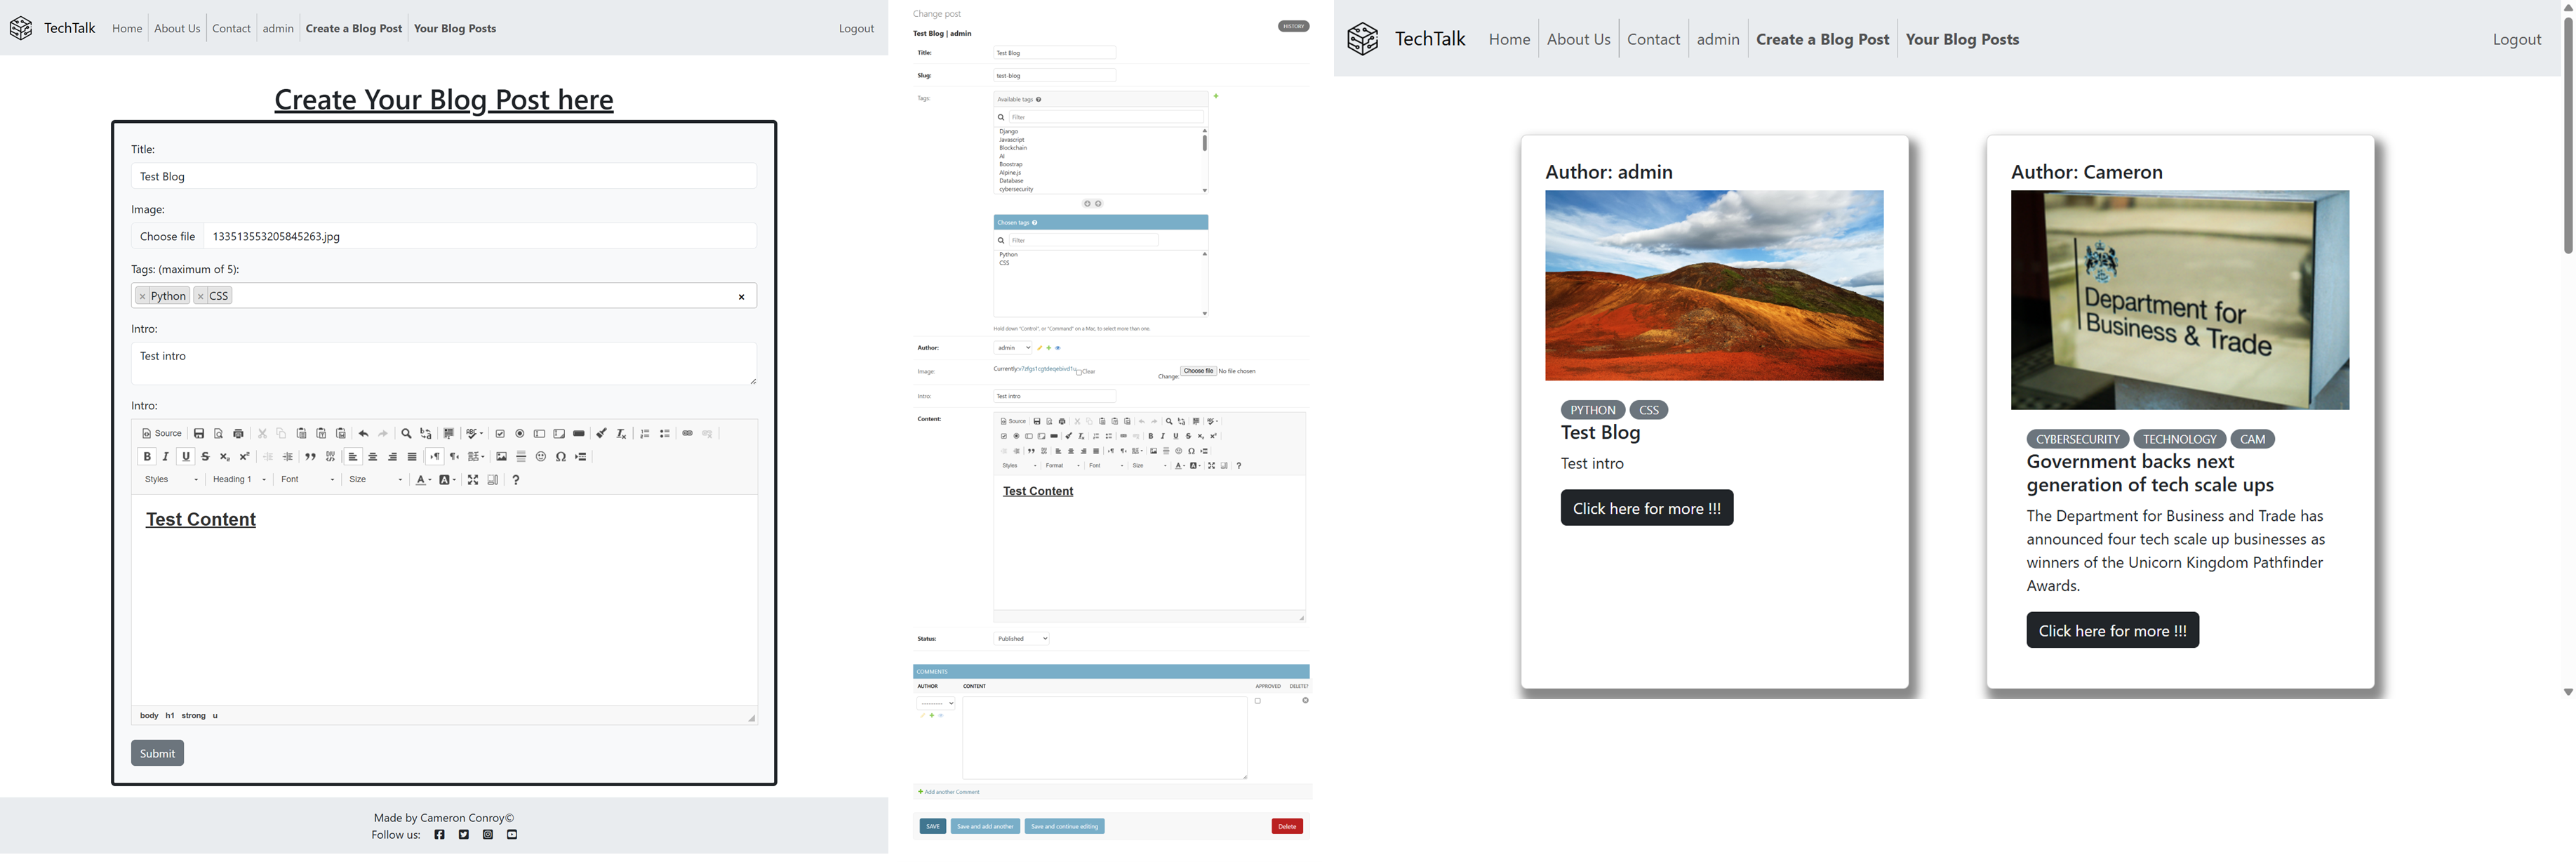 TechTalk Home About Us Contact admin Create a Blog Post Your Blog Posts Logout
Create Your Blog Post here
Title:
Test Blog
Image:
Choose file 133513553205845263.jpg
Tags: (maximum of 5):
× Python × CSS ×
Intro:
Test intro
Intro:
Source
B I U S x₂ x²
Styles Heading 1 Font Size A A ?
Test Content
body h1 strong u
Submit
Made by Cameron Conroy©
Follow us:
Change post
HISTORY
Test Blog | admin
Title: Test Blog
Slug: test-blog
Tags: Available tags
Filter
Django
Javascript
Blockchain
AI
Boostrap
Alpine.js
Database
cybersecurity
Chosen tags
Filter
Python
CSS
Hold down "Control", or "Command" on a Mac, to select more than one.
Author: admin
Image: Currently: Clear Change: Choose file No file chosen
Intro: Test intro
Content: Source
B I U S x₂ x²
Styles Format Font Size A A ?
Test Content
Status: Published
COMMENTS
AUTHOR CONTENT APPROVED DELETE?
---------
Add another Comment
SAVE Save and add another Save and continue editing Delete
TechTalk Home About Us Contact admin Create a Blog Post Your Blog Posts Logout
Author: admin
PYTHON CSS
Test Blog
Test intro
Click here for more !!!
Author: Cameron
Department for
Business & Trade
CYBERSECURITY TECHNOLOGY CAM
Government backs next
generation of tech scale ups
The Department for Business and Trade has
announced four tech scale up businesses as
winners of the Unicorn Kingdom Pathfinder
Awards.
Click here for more !!!